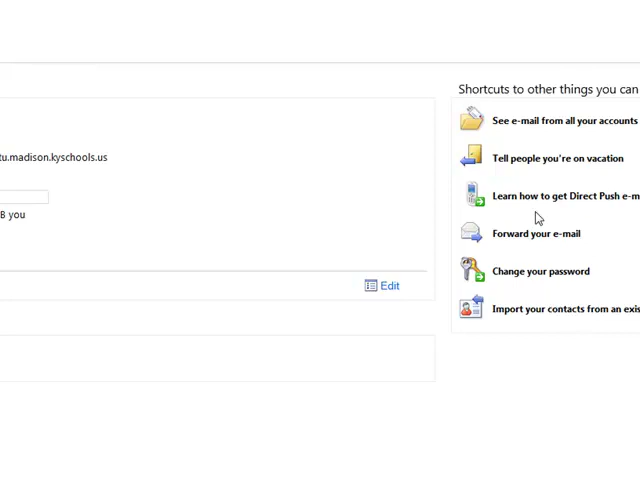 Shortcuts to other things you can
See e-mail from all your accounts
tu.madison.kyschools.us
Tell people you're on vacation
Learn how to get Direct Push e-m
B you
Forward your e-mail
Change your password
Edit
Import your contacts from an exis